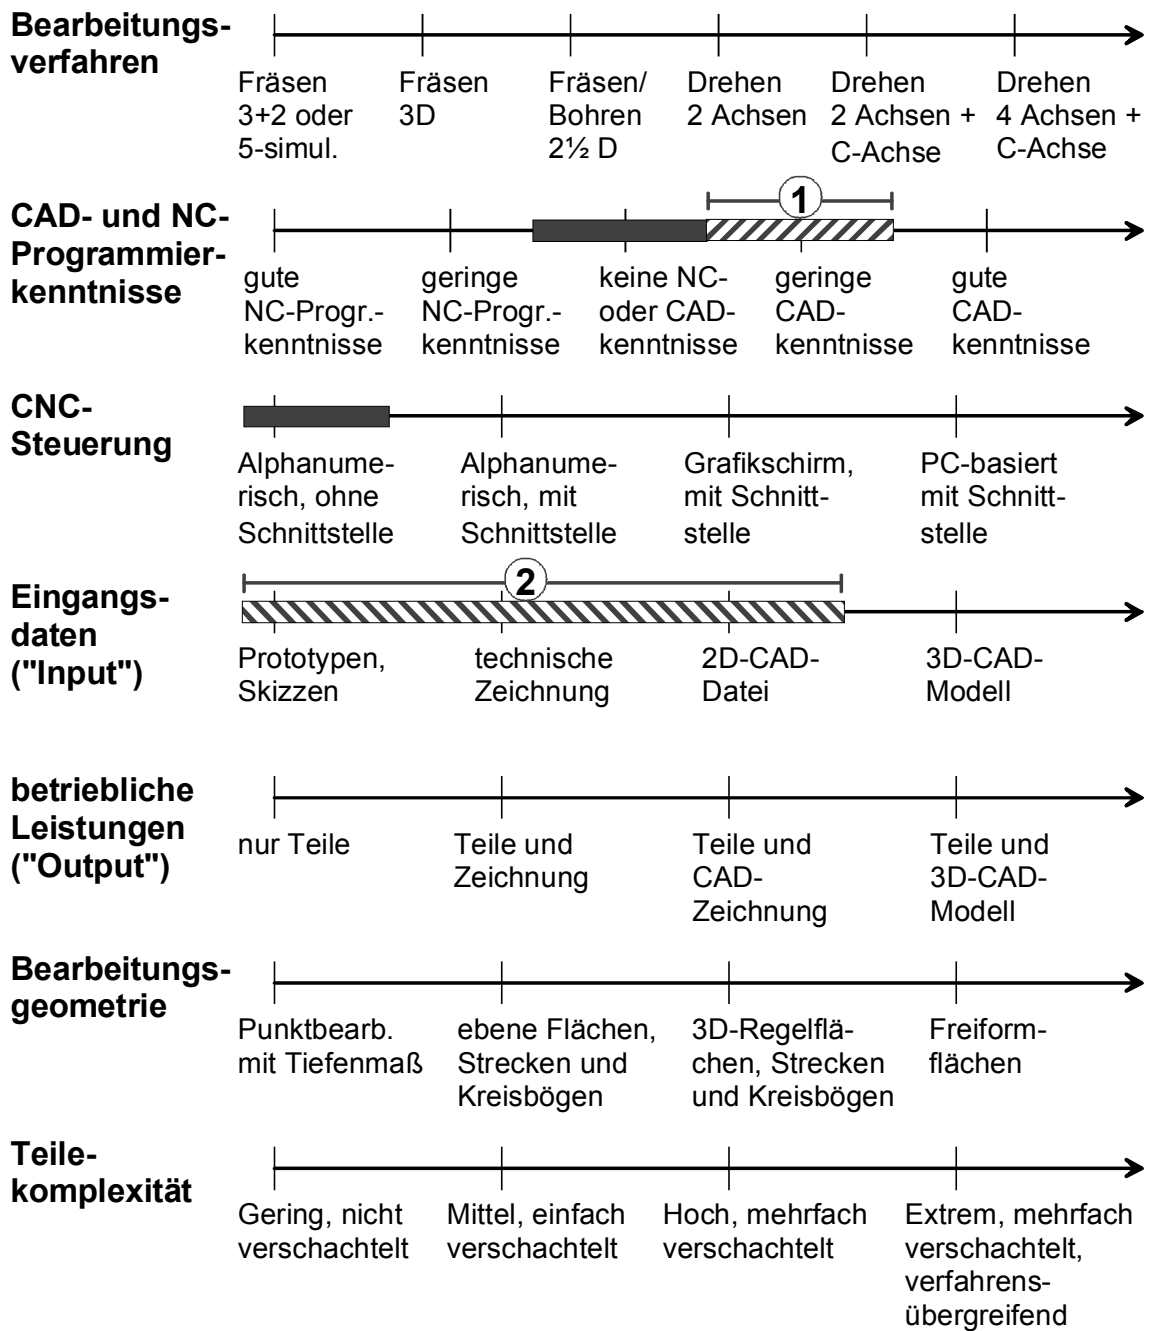 Bearbeitungs-
verfahren
Fräsen
3+2 oder
5-simul.
Fräsen
3D
Fräsen/
Bohren
2½ D
Drehen
2 Achsen
Drehen
2 Achsen +
C-Achse
Drehen
4 Achsen +
C-Achse
CAD- und NC-
Programmier-
kenntnisse
1
gute
NC-Progr.-
kenntnisse
geringe
NC-Progr.-
kenntnisse
keine NC-
oder CAD-
kenntnisse
geringe
CAD-
kenntnisse
gute
CAD-
kenntnisse
CNC-
Steuerung
Alphanume-
risch, ohne
Schnittstelle
Alphanume-
risch, mit
Schnittstelle
Grafikschirm,
mit Schnitt-
stelle
PC-basiert
mit Schnitt-
stelle
Eingangs-
daten
("Input")
2
Prototypen,
Skizzen
technische
Zeichnung
2D-CAD-
Datei
3D-CAD-
Modell
betriebliche
Leistungen
("Output")
nur Teile
Teile und
Zeichnung
Teile und
CAD-
Zeichnung
Teile und
3D-CAD-
Modell
Bearbeitungs-
geometrie
Punktbearb.
mit Tiefenmaß
ebene Flächen,
Strecken und
Kreisbögen
3D-Regelflä-
chen, Strecken
und Kreisbögen
Freiform-
flächen
Teile-
komplexität
Gering, nicht
verschachtelt
Mittel, einfach
verschachtelt
Hoch, mehrfach
verschachtelt
Extrem, mehrfach
verschachtelt,
verfahrens-
übergreifend